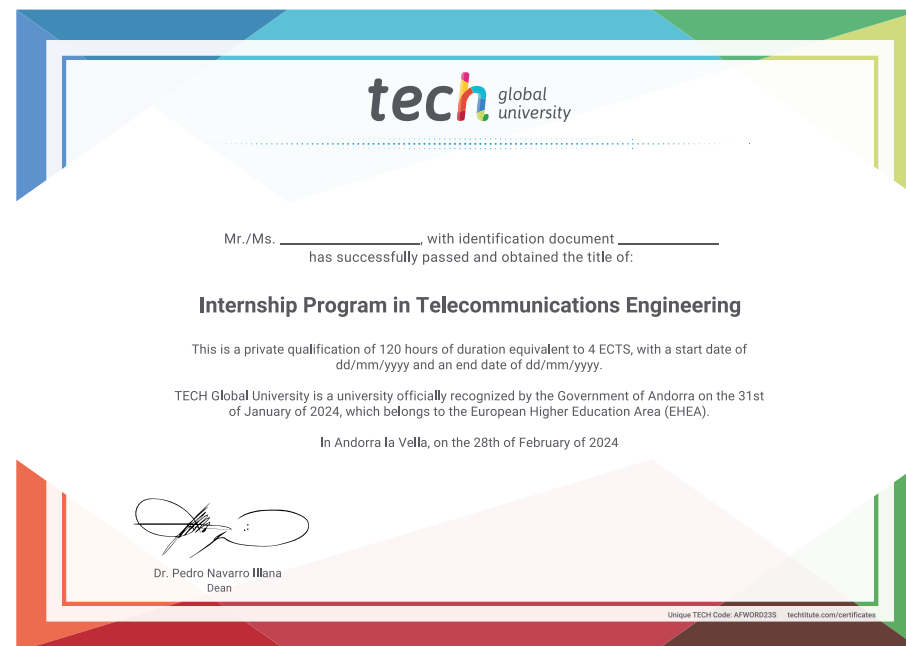 tech global university
Mr./Ms. ____________________, with identification document ______________
has successfully passed and obtained the title of:
Internship Program in Telecommunications Engineering
This is a private qualification of 120 hours of duration equivalent to 4 ECTS, with a start date of
dd/mm/yyyy and an end date of dd/mm/yyyy.
TECH Global University is a university officially recognized by the Government of Andorra on the 31st
of January of 2024, which belongs to the European Higher Education Area (EHEA).
In Andorra la Vella, on the 28th of February of 2024
Dr. Pedro Navarro Illana
Dean
Unique TECH Code: AFWORD23S techtitute.com/certificates